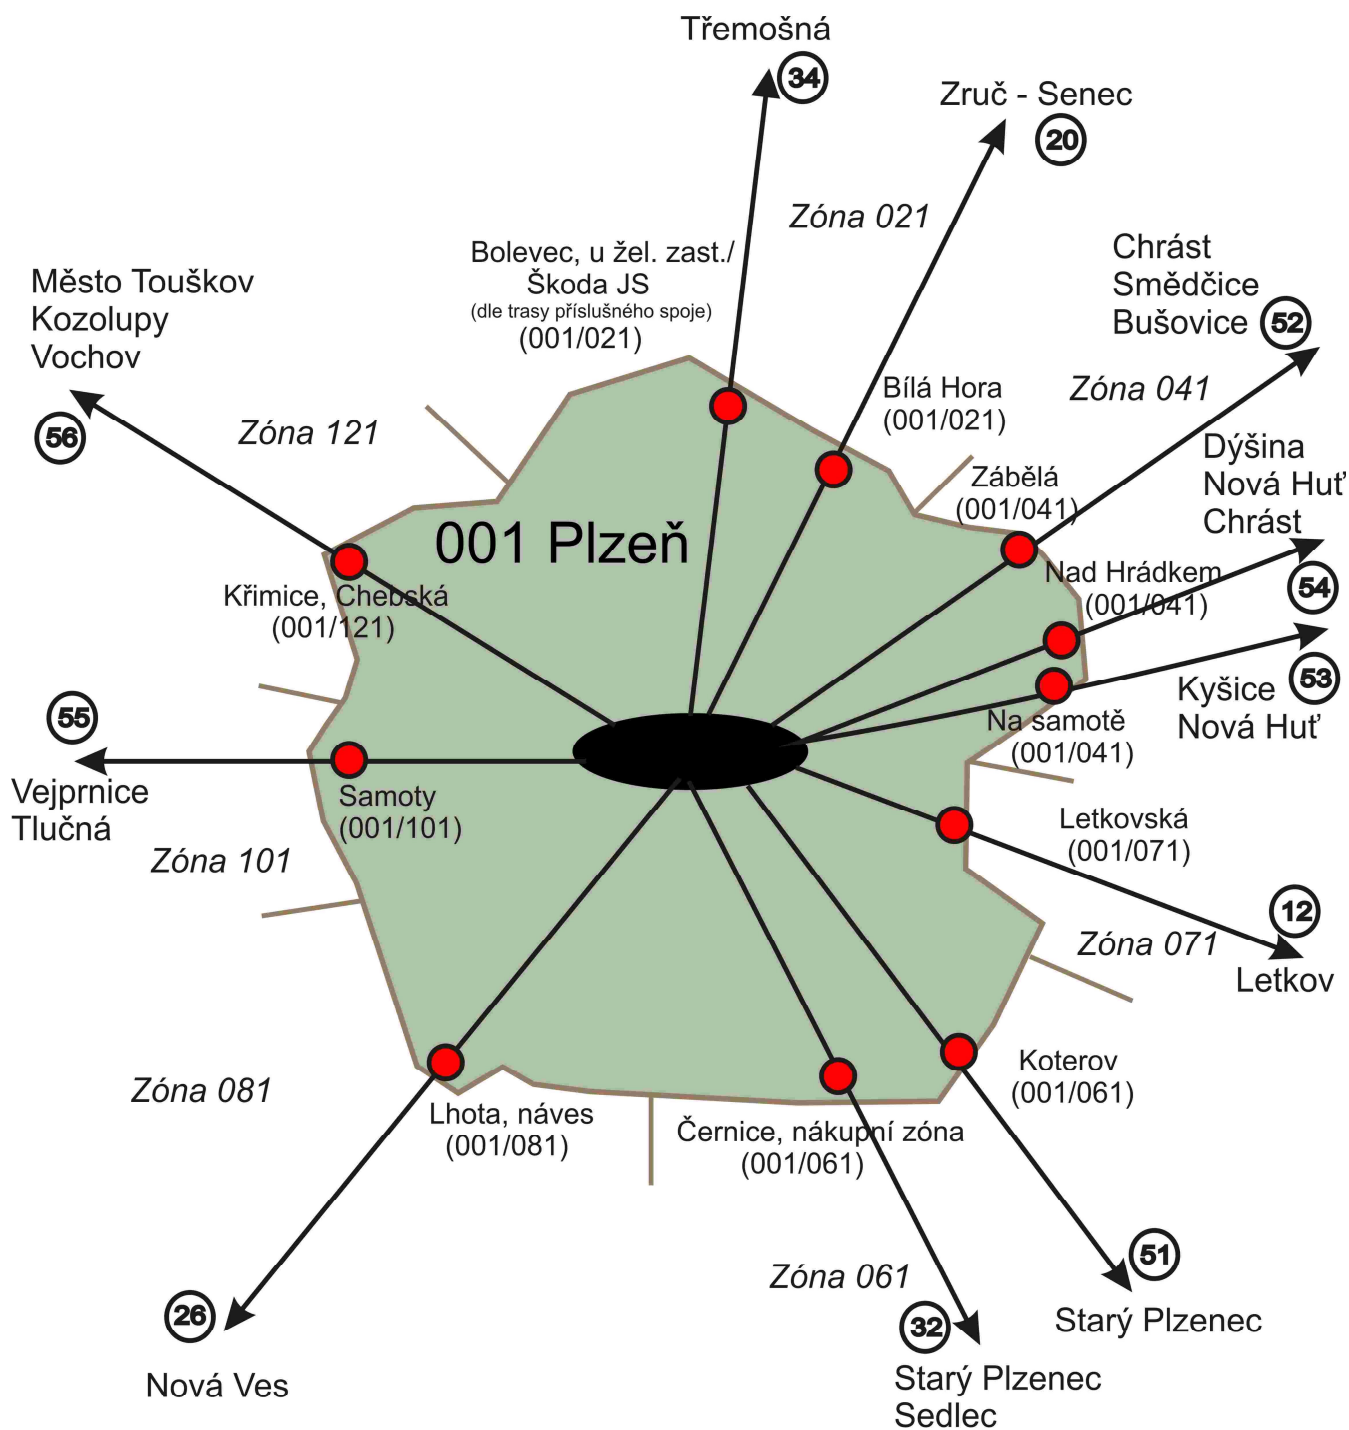 Třemošná
34
Zruč - Senec
20
Zóna 021
Bolevec, u žel. zast./
Škoda JS
(dle trasy příslušného spoje)
(001/021)
Chrást
Smědčice
Bušovice 52
Zóna 041
Město Touškov
Kozolupy
Vochov
56
Zóna 121
Bílá Hora
(001/021)
Zábělá
(001/041)
Dýšina
Nová Huť
Chrást
54
001 Plzeň
Nad Hrádkem
(001/041)
Křimice, Chebská
(001/121)
53
Kyšice
Nová Huť
Na samotě
(001/041)
55
Vejprnice
Tlučná
Samoty
(001/101)
Zóna 101
Letkovská
(001/071)
12
Zóna 071
Letkov
Koterov
(001/061)
Zóna 081
Lhota, náves
(001/081)
Černice, nákupní zóna
(001/061)
Zóna 061
51
Starý Plzenec
26
Nová Ves
32
Starý Plzenec
Sedlec